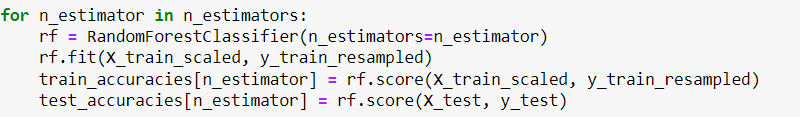 for n_estimator in n_estimators:
    rf = RandomForestClassifier(n_estimators=n_estimator)
    rf.fit(X_train_scaled, y_train_resampled)
    train_accuracies[n_estimator] = rf.score(X_train_scaled, y_train_resampled)
    test_accuracies[n_estimator] = rf.score(X_test, y_test)